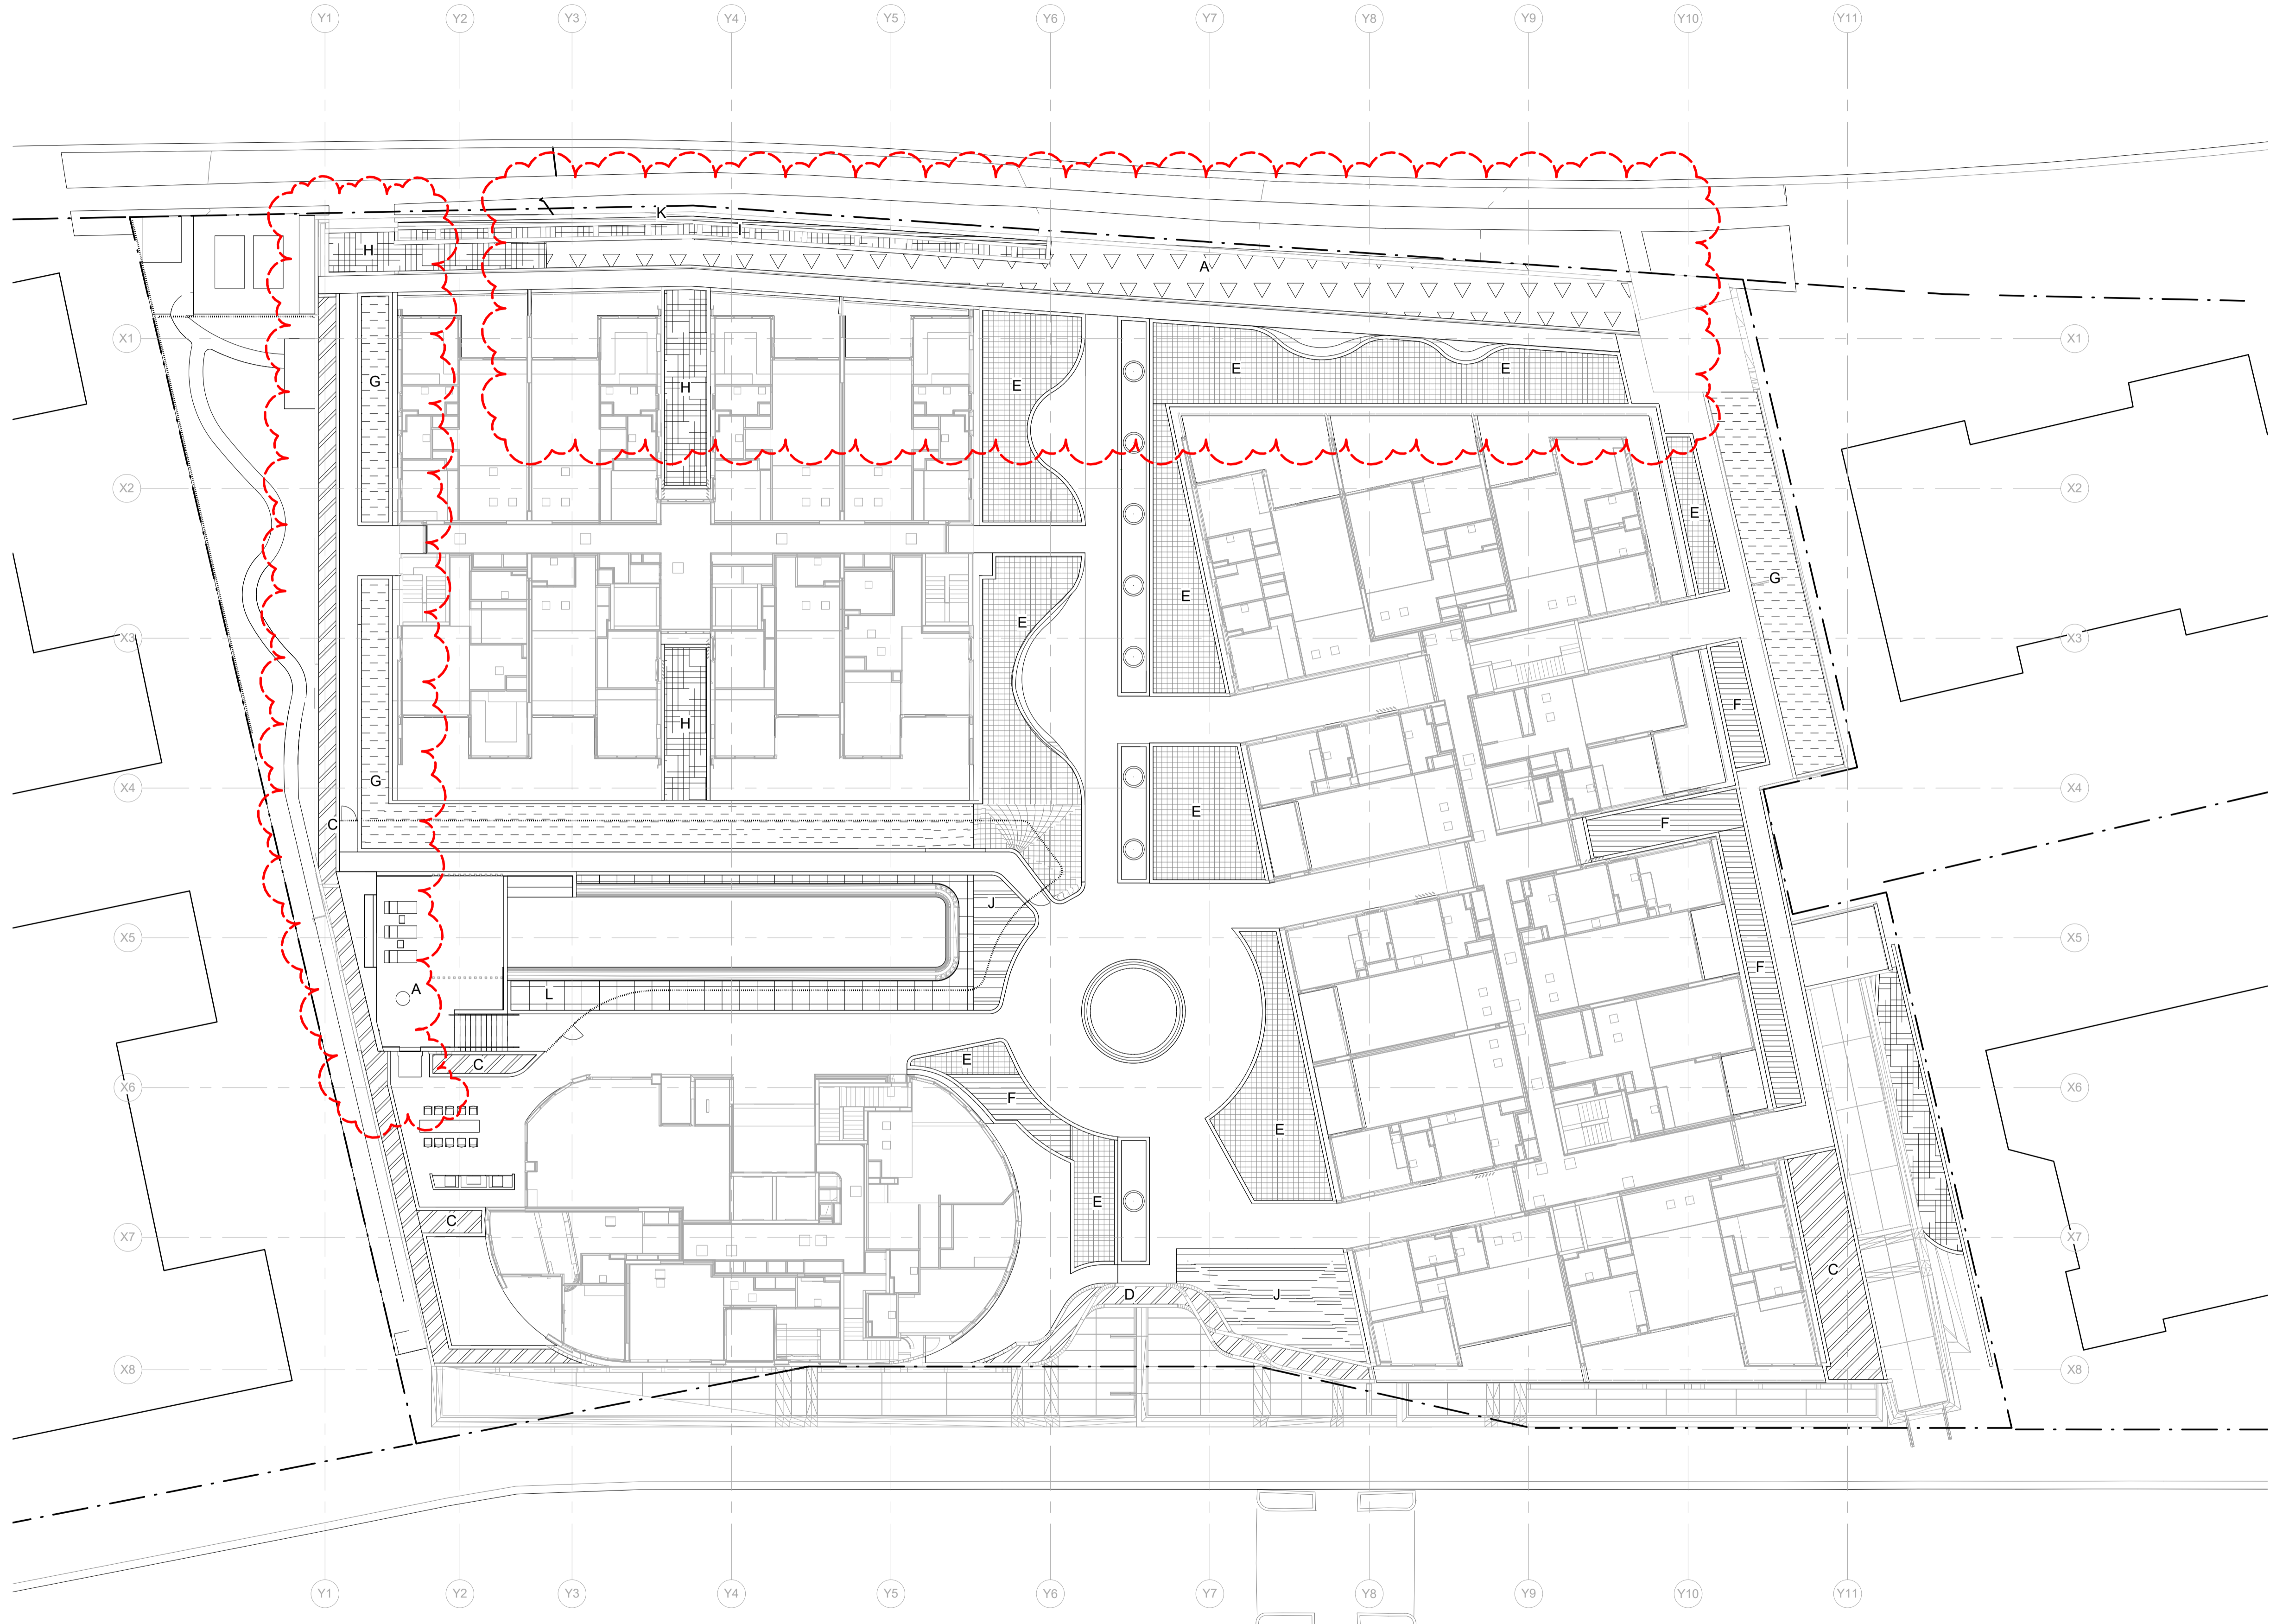 Y1 Y2 Y3 Y4 Y5 Y6 Y7 Y8 Y9 Y10 Y11
K
I
H
A
X1 X1
E E
G E
H
X2 X2
E
G
E
E
X3 X3
F
H
G
X4 X4
E
C F
J
X5 X5
F
A
L
E
C
X6 X6
F
E
E
C
X7 X7
C
D J
X8 X8
Y1 Y2 Y3 Y4 Y5 Y6 Y7 Y8 Y9 Y10 Y11